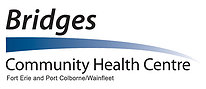 Bridges
Community Health Centre
Fort Erie and Port Colborne/Wainfleet